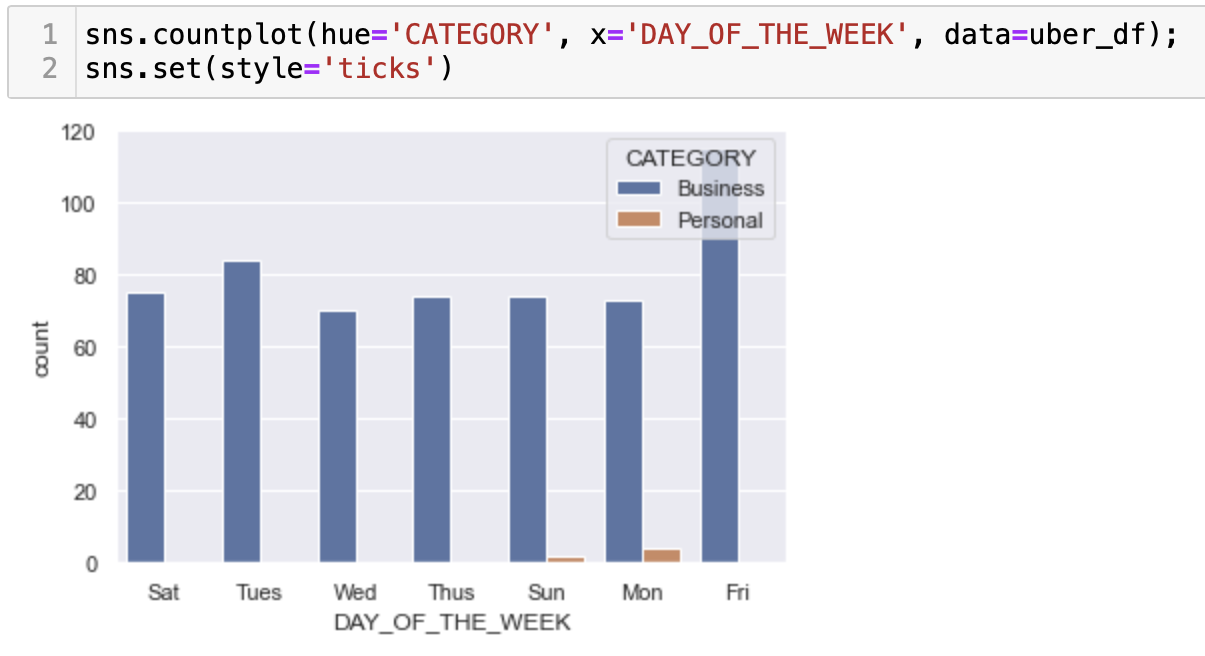 1 sns.countplot(hue='CATEGORY', x='DAY_OF_THE_WEEK', data=uber_df);
2 sns.set(style='ticks')
120
CATEGORY
Business
100
Personal
80
60
40
20
0
count
Sat Tues Wed Thus Sun Mon Fri
DAY_OF_THE_WEEK